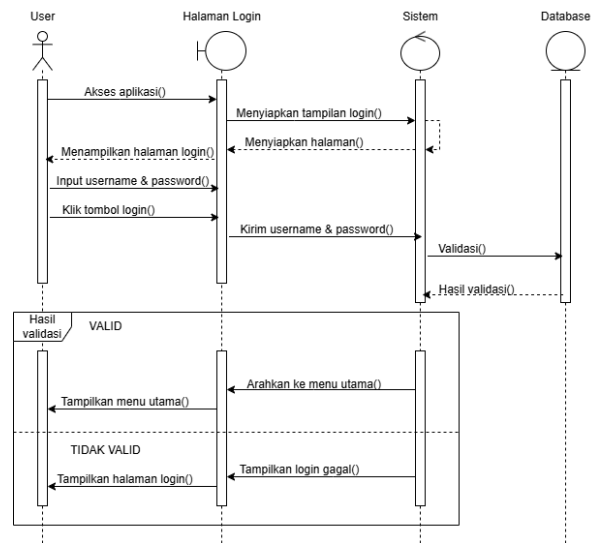 User
Halaman Login
Sistem
Database
Akses aplikasi()
Menyiapkan tampilan login()
Menyiapkan halaman()
Menampilkan halaman login()
Input username & password()
Klik tombol login()
Kirim username & password()
Validasi()
Hasil validasi()
Hasil
validasi
VALID
Arahkan ke menu utama()
Tampilkan menu utama()
TIDAK VALID
Tampilkan login gagal()
Tampilkan halaman login()